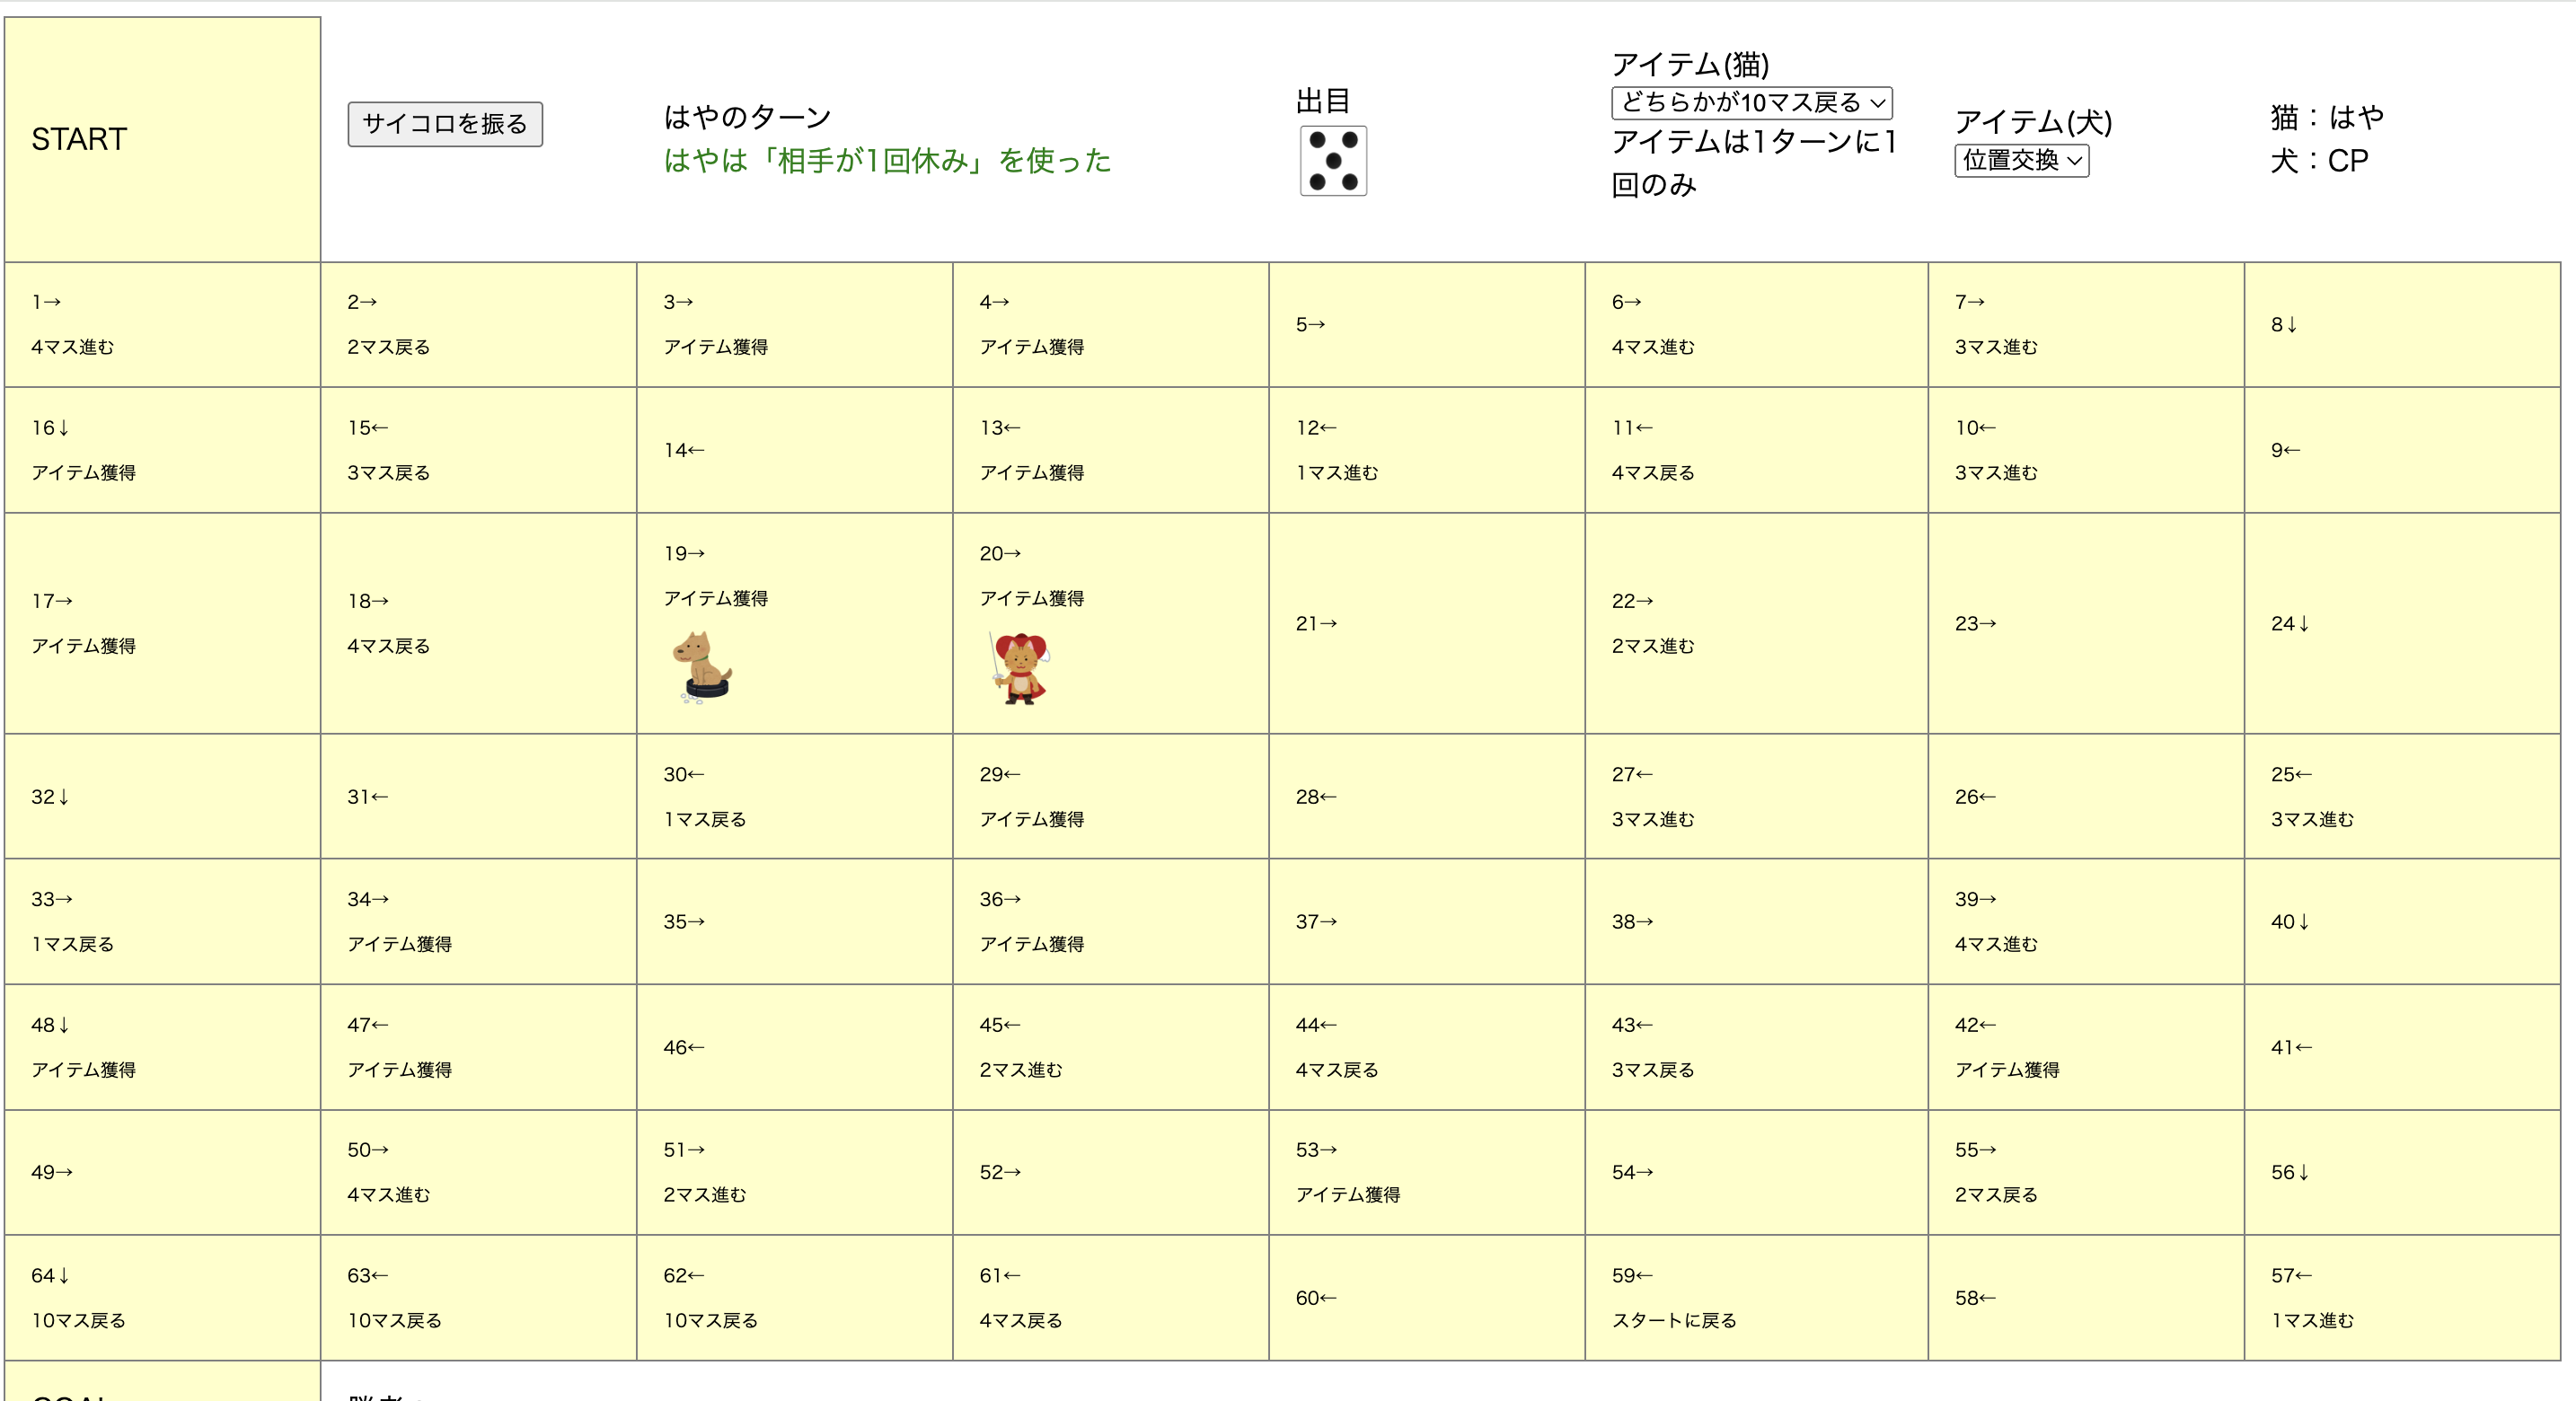 START
サイコロを振る
はやのターン
はやは「相手が1回休み」を使った
出目
アイテム(猫)
どちらかが10マス戻る
アイテムは1ターンに1
回のみ
アイテム(犬)
位置交換
猫：はや
犬：CP
1→
4マス進む
2→
2マス戻る
3→
アイテム獲得
4→
アイテム獲得
5→
6→
4マス進む
7→
3マス進む
8↓
16↓
アイテム獲得
15←
3マス戻る
14←
13←
アイテム獲得
12←
1マス進む
11←
4マス戻る
10←
3マス進む
9←
17→
アイテム獲得
18→
4マス戻る
19→
アイテム獲得
20→
アイテム獲得
21→
22→
2マス進む
23→
24↓
32↓
31←
30←
1マス戻る
29←
アイテム獲得
28←
27←
3マス進む
26←
25←
3マス進む
33→
1マス戻る
34→
アイテム獲得
35→
36→
アイテム獲得
37→
38→
39→
4マス進む
40↓
48↓
アイテム獲得
47←
アイテム獲得
46←
45←
2マス進む
44←
4マス戻る
43←
3マス戻る
42←
アイテム獲得
41←
49→
50→
4マス進む
51→
2マス進む
52→
53→
アイテム獲得
54→
55→
2マス戻る
56↓
64↓
10マス戻る
63←
10マス戻る
62←
10マス戻る
61←
4マス戻る
60←
59←
スタートに戻る
58←
57←
1マス進む